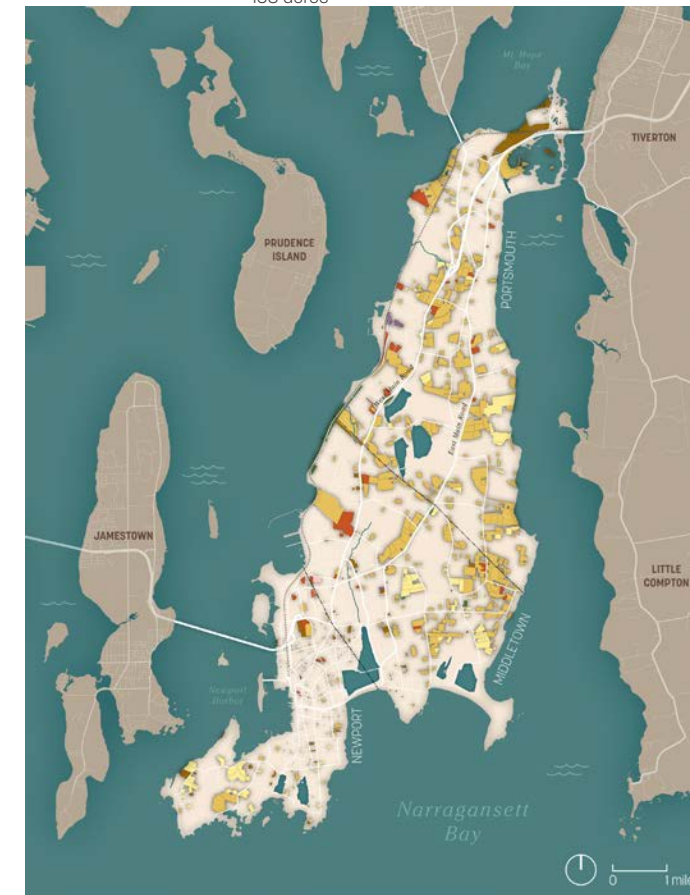 Mt. Hope
Bay
TIVERTON
PRUDENCE
ISLAND
PORTSMOUTH
East Main Road
JAMESTOWN
LITTLE
COMPTON
MIDDLETOWN
Newport
Harbor
NEWPORT
Narragansett
Bay
0 1 mile